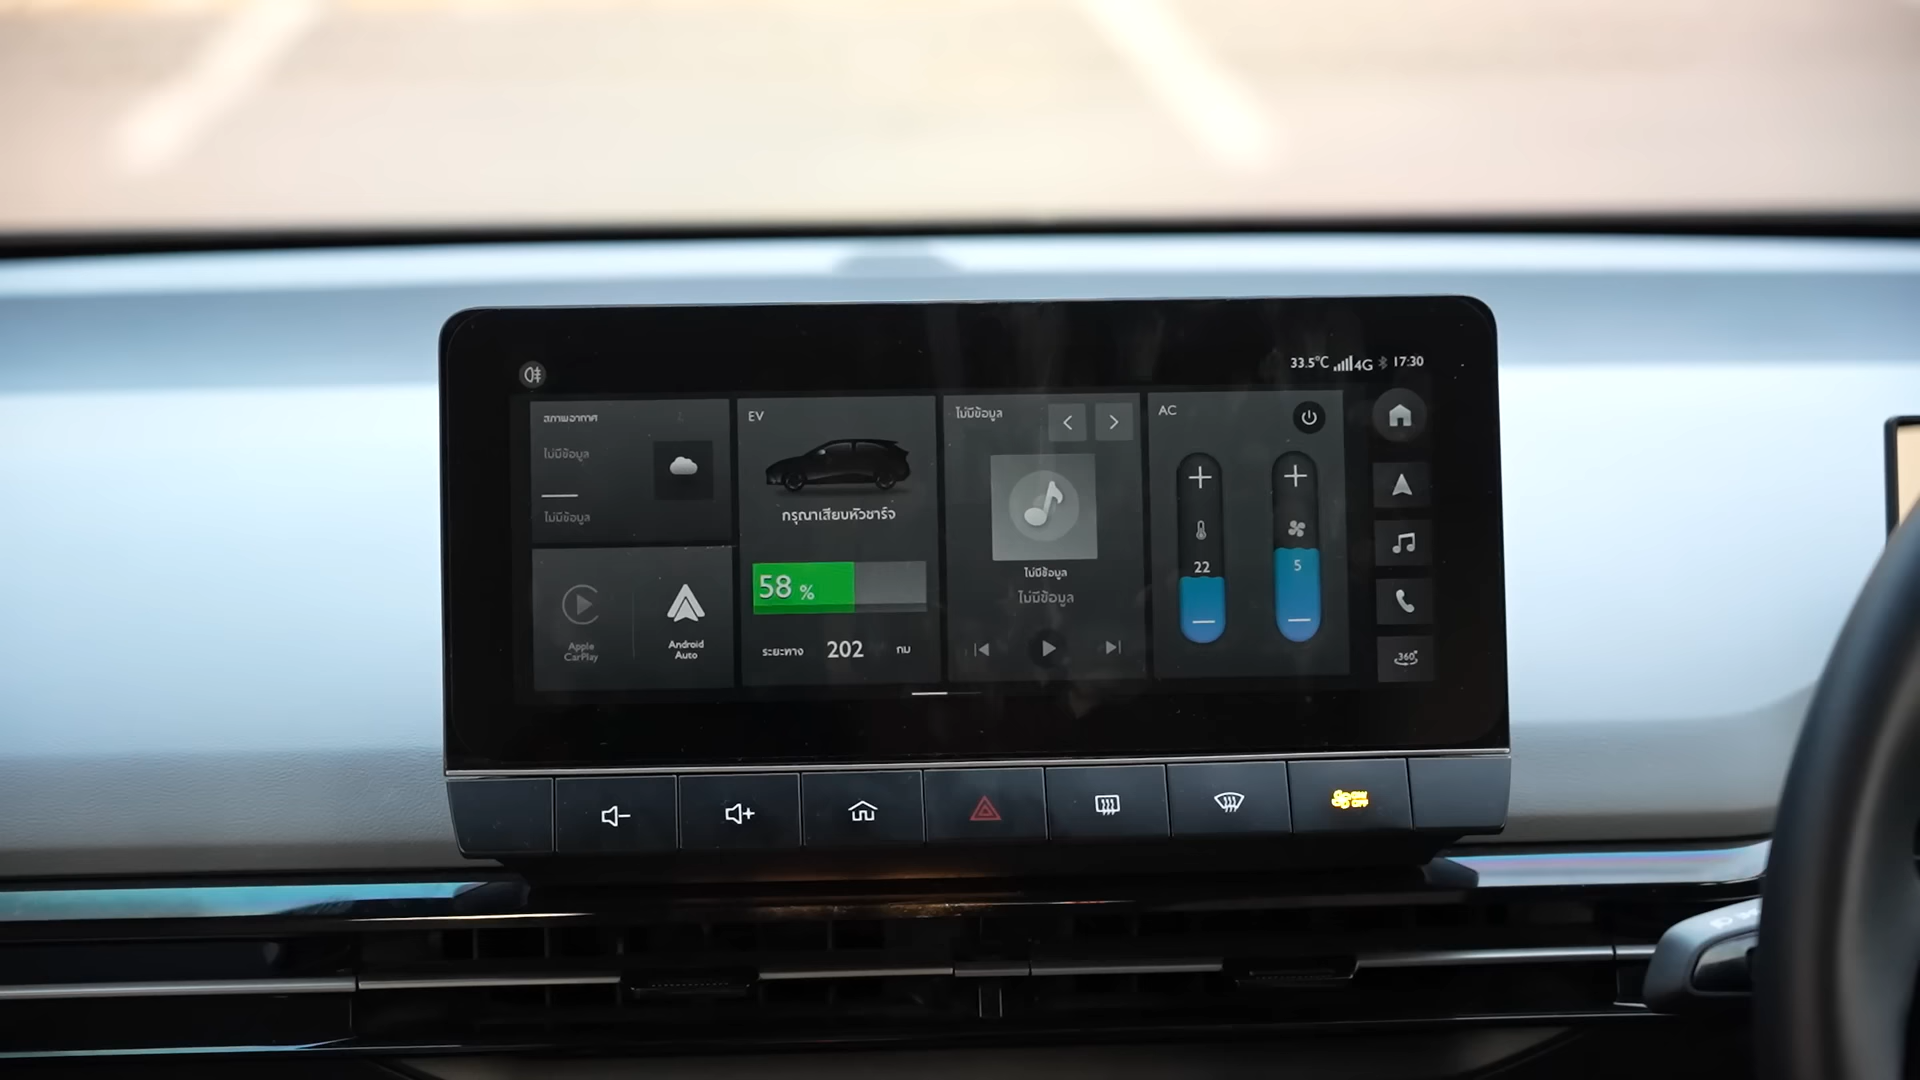 33.5°C 4G 17:30
สภาพอากาศ
ไม่มีข้อมูล
ไม่มีข้อมูล
Apple
CarPlay
Android
Auto
EV
กรุณาเสียบหัวชาร์จ
58 %
ระยะทาง 202 กม
ไม่มีข้อมูล
ไม่มีข้อมูล
ไม่มีข้อมูล
AC
22
5
360°